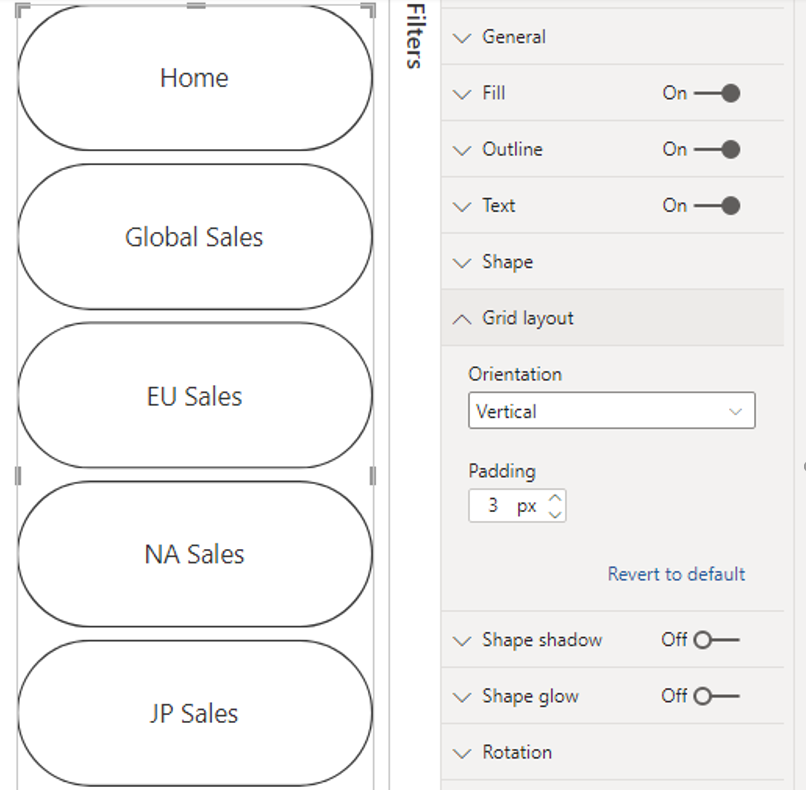 Home
Global Sales
EU Sales
NA Sales
JP Sales
Filters
General
Fill On
Outline On
Text On
Shape
Grid layout
Orientation
Vertical
Padding
3 px
Revert to default
Shape shadow Off
Shape glow Off
Rotation